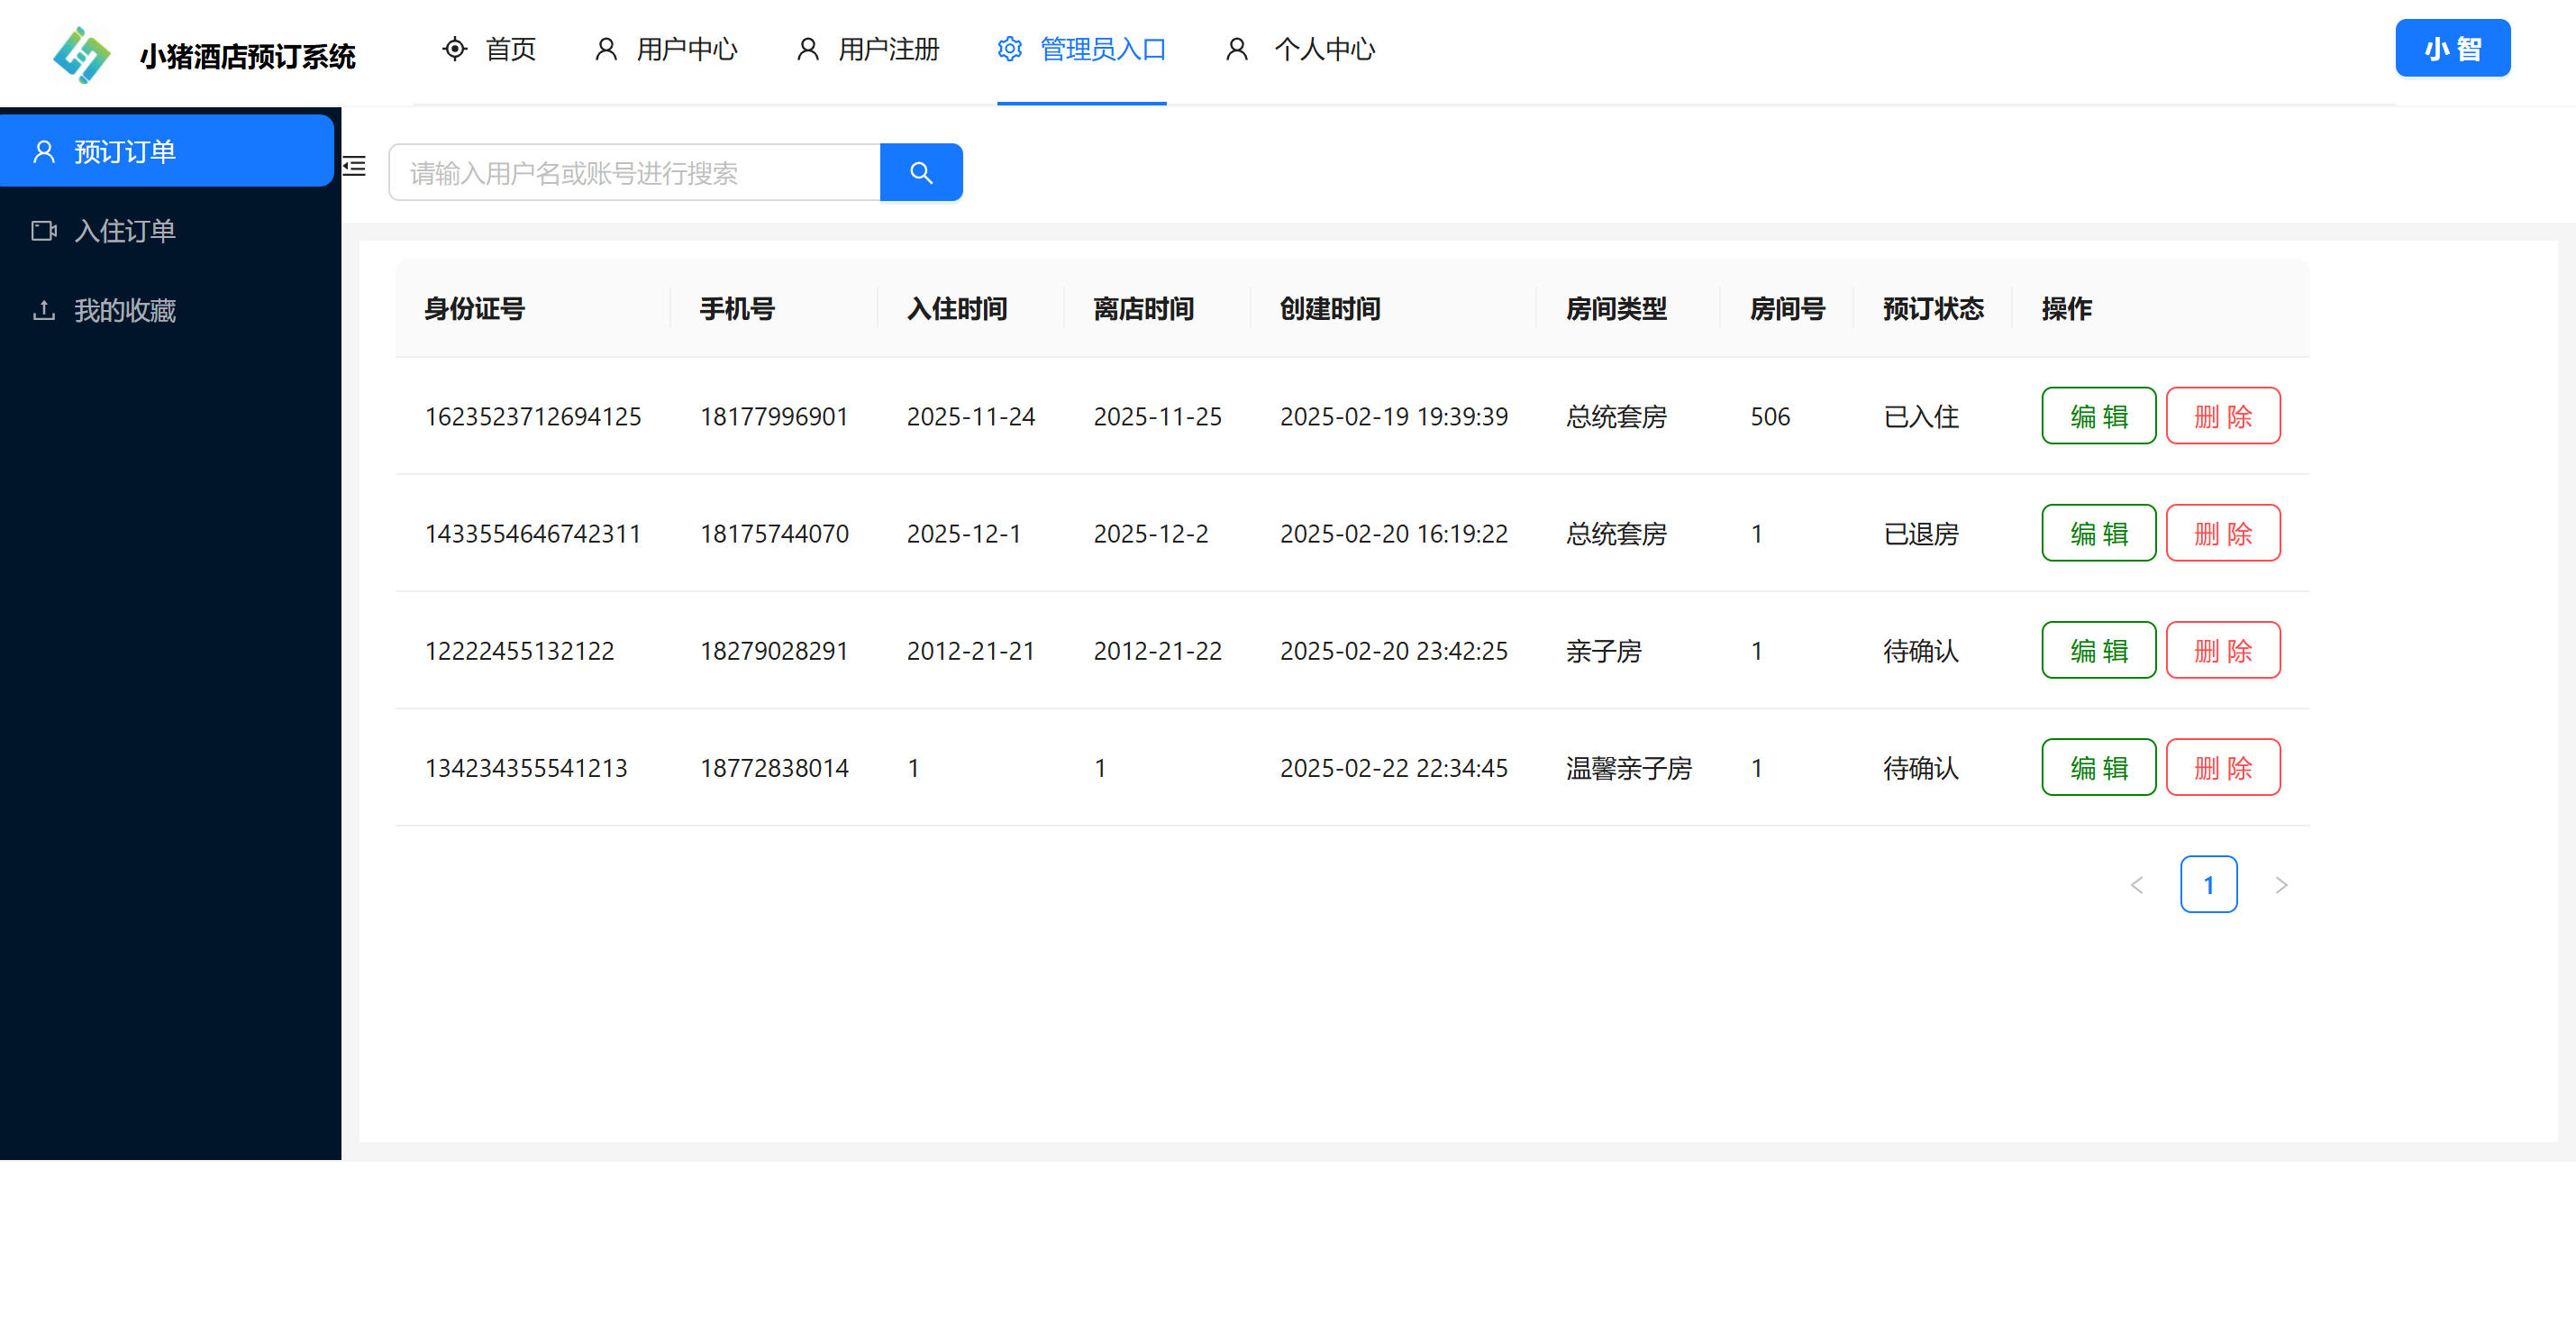 小猪酒店预订系统 首页 用户中心 用户注册 管理员入口 个人中心 小 智
预订订单
入住订单
我的收藏
请输入用户名或账号进行搜索
身份证号 手机号 入住时间 离店时间 创建时间 房间类型 房间号 预订状态 操作
1623523712694125 18177996901 2025-11-24 2025-11-25 2025-02-19 19:39:39 总统套房 506 已入住 编 辑 删 除
1433554646742311 18175744070 2025-12-1 2025-12-2 2025-02-20 16:19:22 总统套房 1 已退房 编 辑 删 除
12222455132122 18279028291 2012-21-21 2012-21-22 2025-02-20 23:42:25 亲子房 1 待确认 编 辑 删 除
134234355541213 18772838014 1 1 2025-02-22 22:34:45 温馨亲子房 1 待确认 编 辑 删 除
1